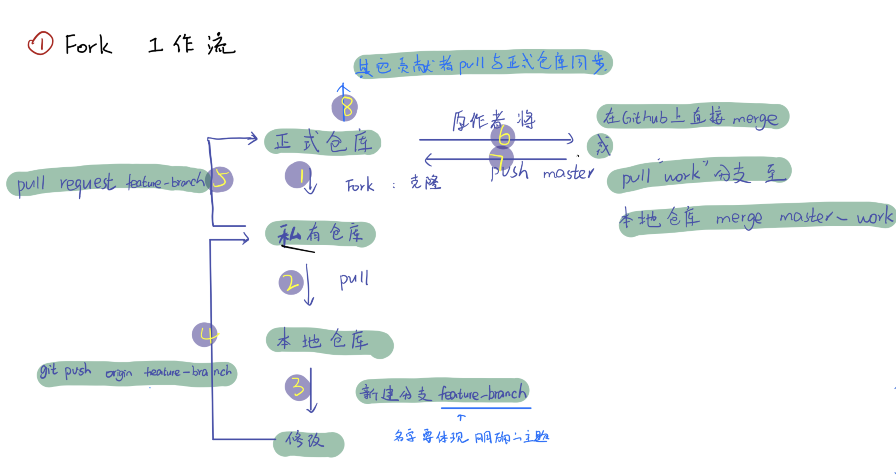 ① Fork 工作流
其它贡献者pull与正式仓库同步
8
原作者将
在Github上直接merge
正式仓库
6
或
7
push master
pull request feature-branch
5
1
Fork：克隆
pull "work" 分支至
本地仓库 merge master-work
私有仓库
2
pull
4
本地仓库
git push origin feature-branch
3
新建分支 feature-branch
修改
名字要体现明确主题